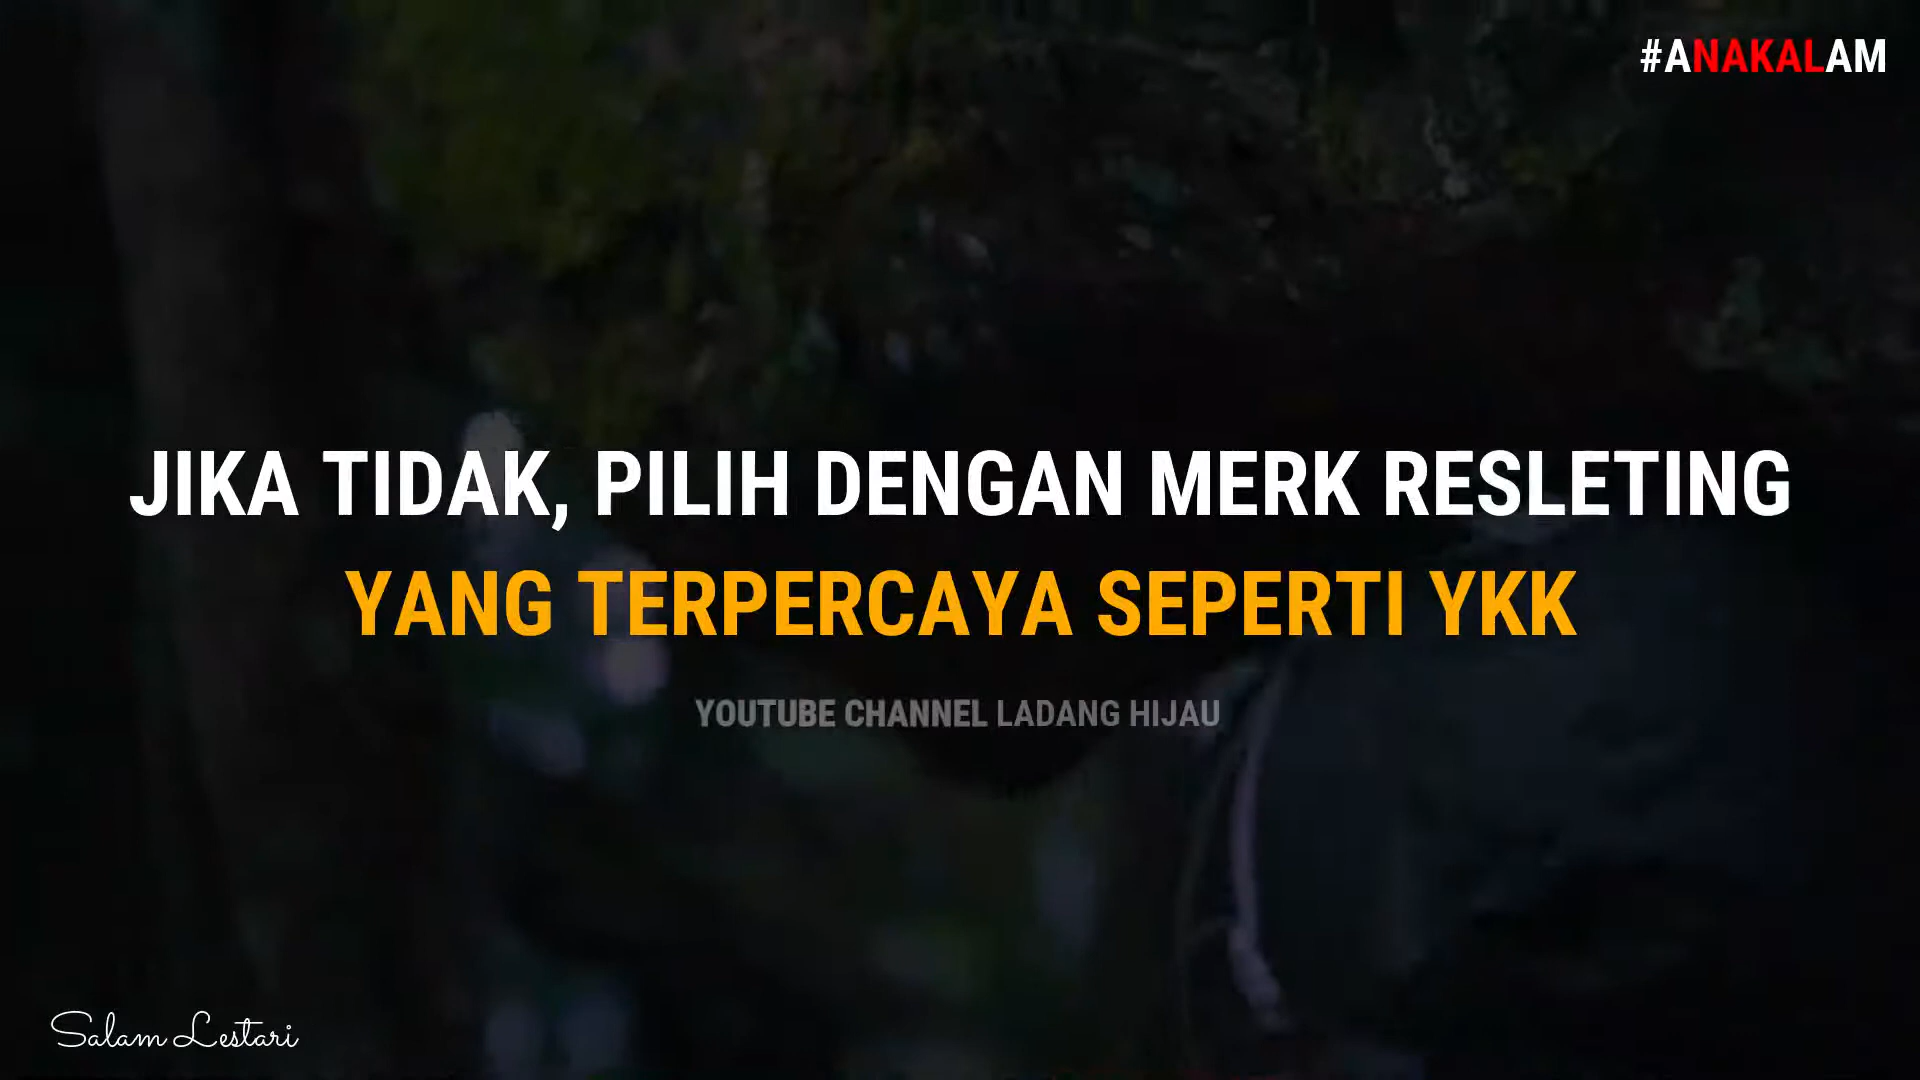 #ANAKALAM
JIKA TIDAK, PILIH DENGAN MERK RESLETING
YANG TERPERCAYA SEPERTI YKK
YOUTUBE CHANNEL LADANG HIJAU
Salam Lestari